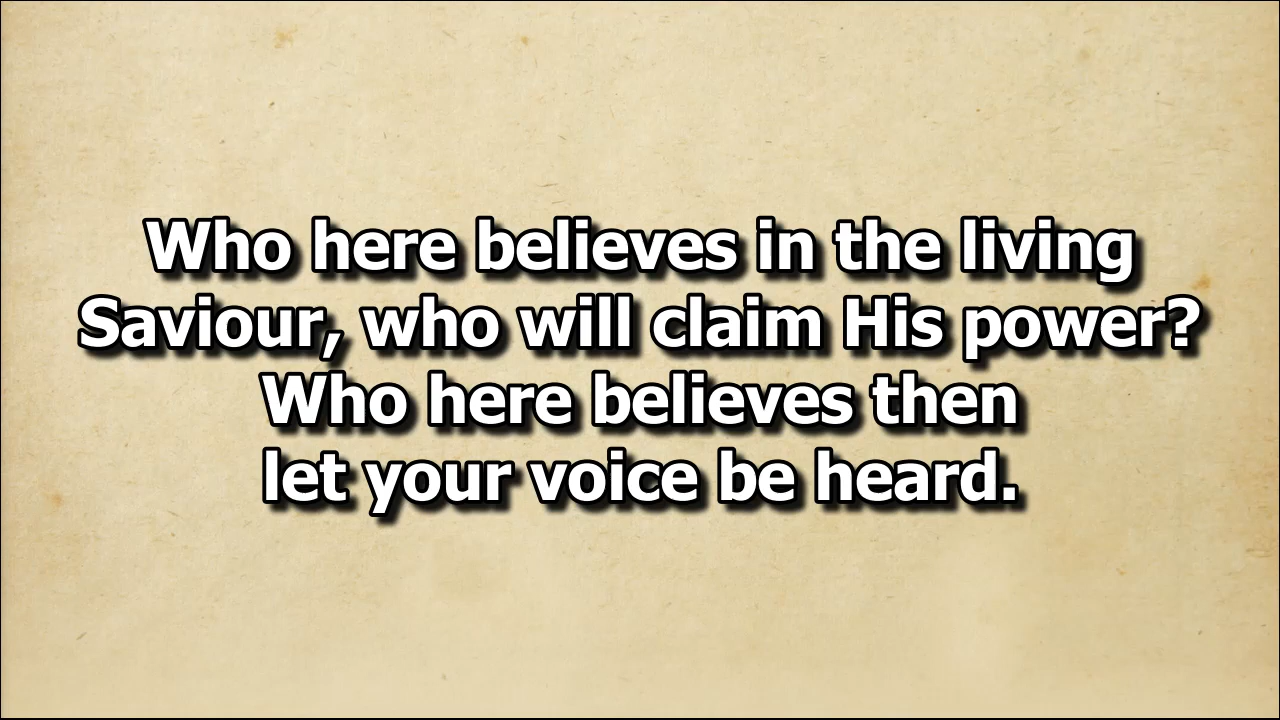 Who here believes in the living
Saviour, who will claim His power?
Who here believes then
let your voice be heard.